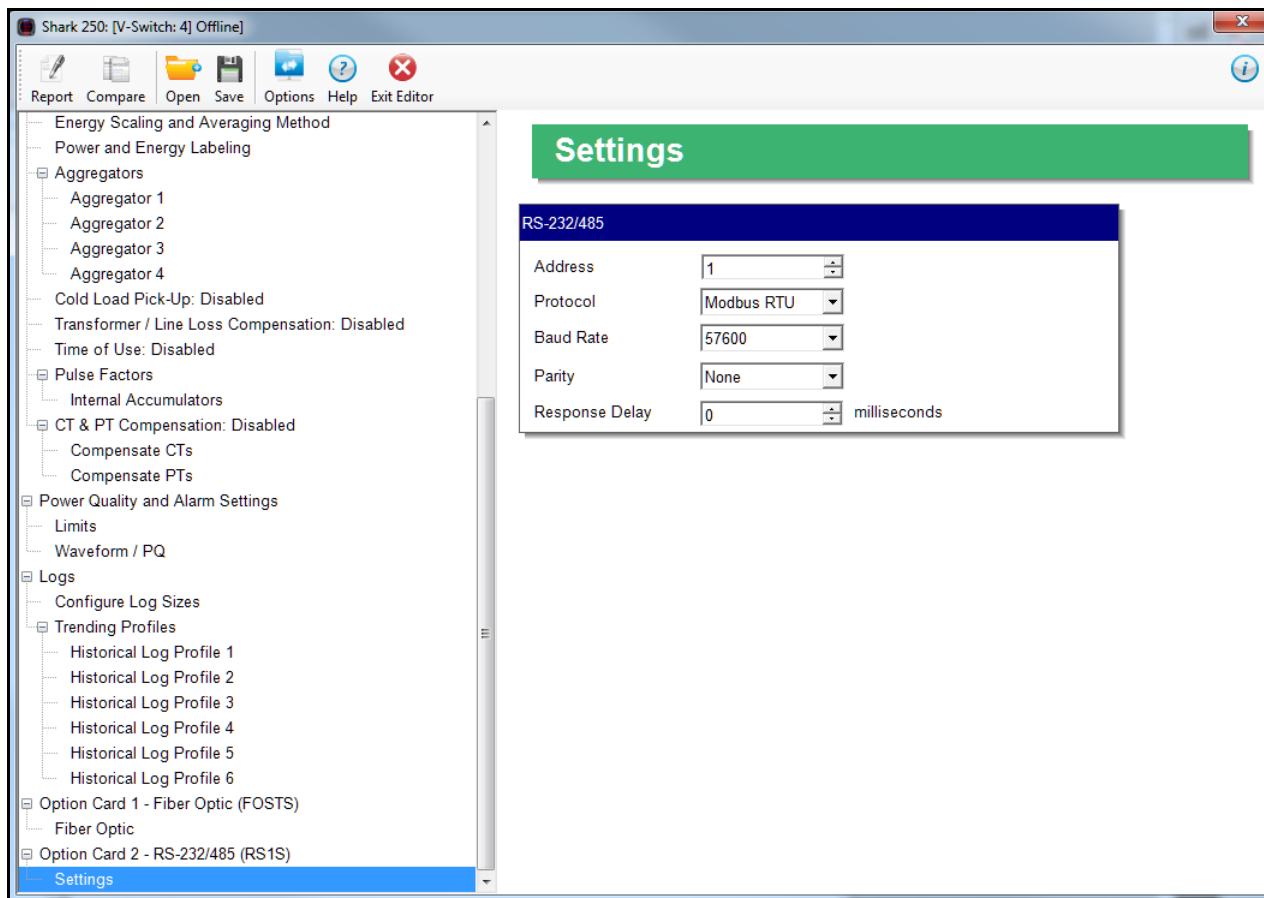 Shark 250: [V-Switch: 4] Offline]
Report Compare Open Save Options Help Exit Editor
Energy Scaling and Averaging Method
Power and Energy Labeling
Aggregators
Aggregator 1
Aggregator 2
Aggregator 3
Aggregator 4
Cold Load Pick-Up: Disabled
Transformer / Line Loss Compensation: Disabled
Time of Use: Disabled
Pulse Factors
Internal Accumulators
CT & PT Compensation: Disabled
Compensate CTs
Compensate PTs
Power Quality and Alarm Settings
Limits
Waveform / PQ
Logs
Configure Log Sizes
Trending Profiles
Historical Log Profile 1
Historical Log Profile 2
Historical Log Profile 3
Historical Log Profile 4
Historical Log Profile 5
Historical Log Profile 6
Option Card 1 - Fiber Optic (FOSTS)
Fiber Optic
Option Card 2 - RS-232/485 (RS1S)
Settings
Settings
RS-232/485
Address 1
Protocol Modbus RTU
Baud Rate 57600
Parity None
Response Delay 0 milliseconds